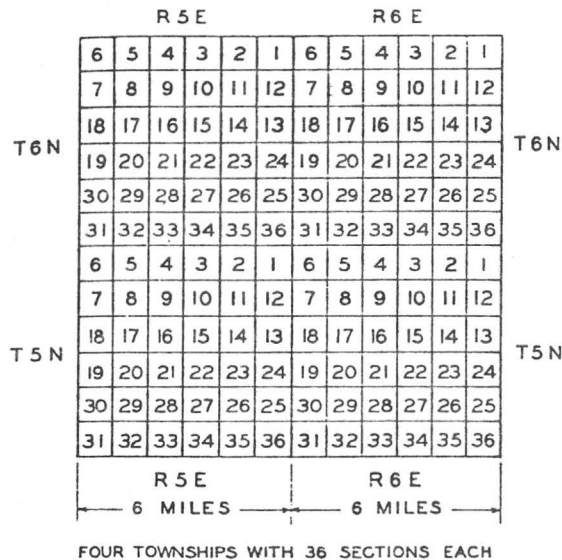 R 5 E R 6 E
6 5 4 3 2 1 6 5 4 3 2 1
7 8 9 10 11 12 7 8 9 10 11 12
18 17 16 15 14 13 18 17 16 15 14 13
T 6 N T 6 N
19 20 21 22 23 24 19 20 21 22 23 24
30 29 28 27 26 25 30 29 28 27 26 25
31 32 33 34 35 36 31 32 33 34 35 36
6 5 4 3 2 1 6 5 4 3 2 1
7 8 9 10 11 12 7 8 9 10 11 12
18 17 16 15 14 13 18 17 16 15 14 13
T 5 N T 5 N
19 20 21 22 23 24 19 20 21 22 23 24
30 29 28 27 26 25 30 29 28 27 26 25
31 32 33 34 35 36 31 32 33 34 35 36
R 5 E R 6 E
6 MILES 6 MILES
FOUR TOWNSHIPS WITH 36 SECTIONS EACH